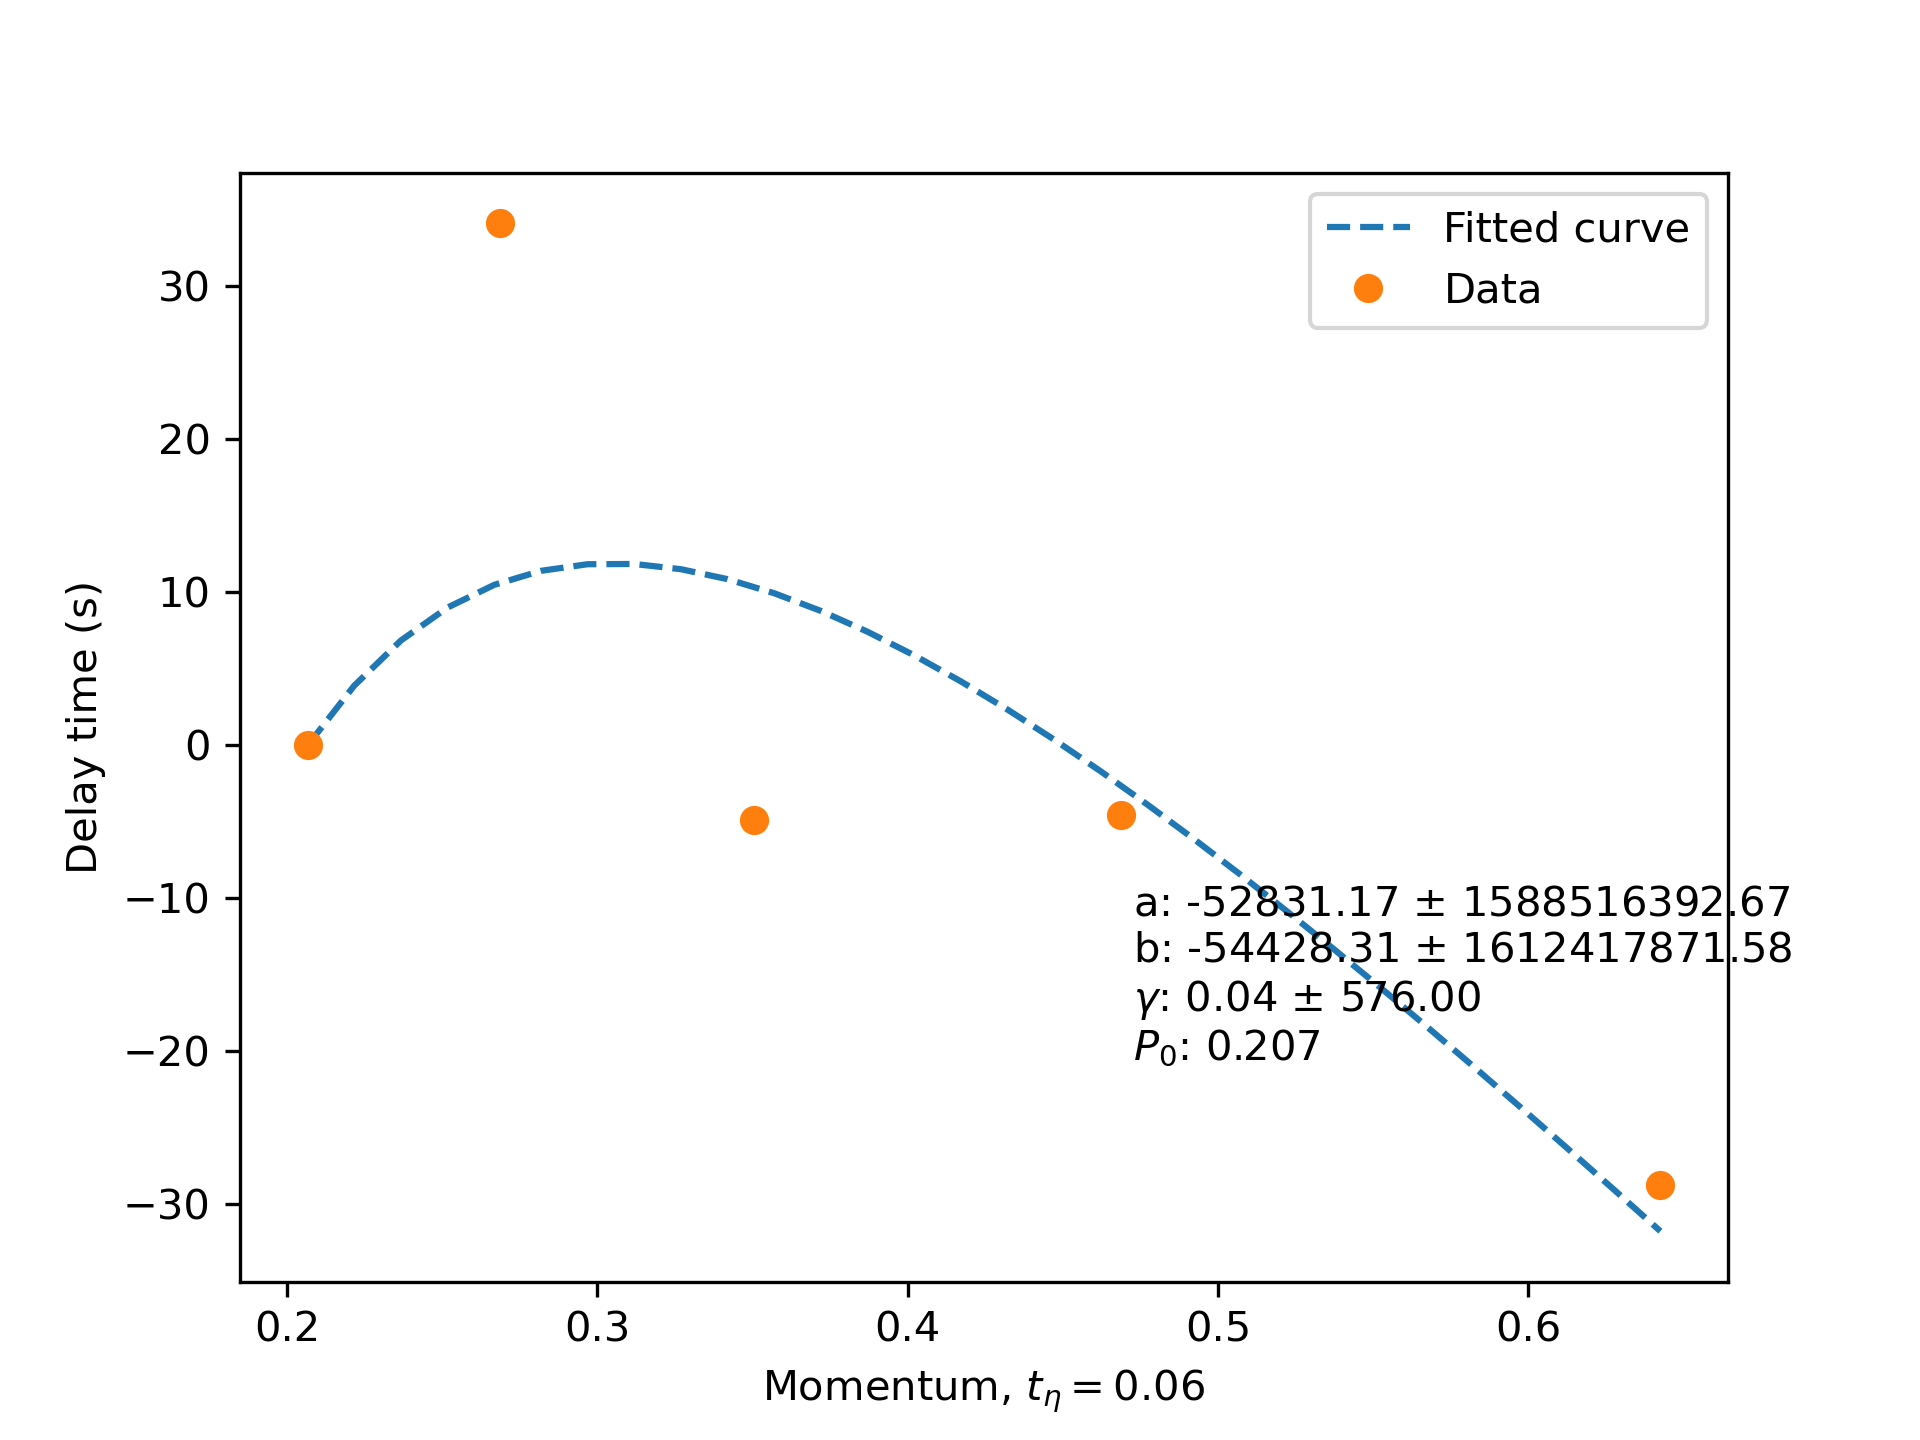 Fitted curve
Data
30
20
10
0
−10
−20
−30
Delay time (s)
a: -52831.17 ± 1588516392.67
b: -54428.31 ± 1612417871.58
γ: 0.04 ± 576.00
P₀: 0.207
0.2 0.3 0.4 0.5 0.6
Momentum, t_η = 0.06